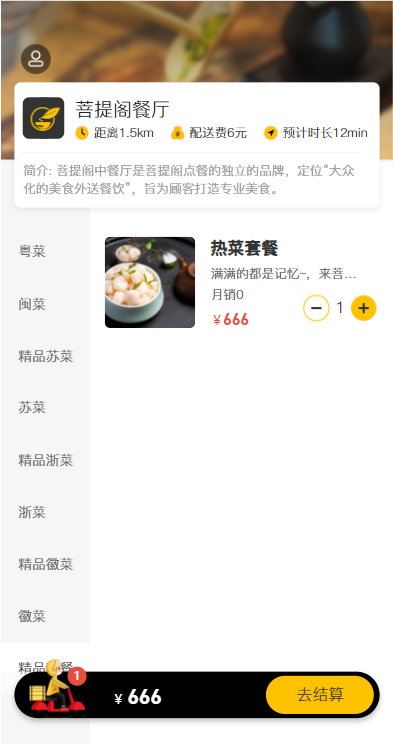 菩提阁餐厅
距离1.5km 配送费6元 预计时长12min
简介: 菩提阁中餐厅是菩提阁点餐的独立的品牌，定位“大众
化的美食外送餐饮”，旨为顾客打造专业美食。
粤菜
闽菜
精品苏菜
苏菜
精品浙菜
浙菜
精品徽菜
徽菜
精品
餐
热菜套餐
满满的都是记忆~，来菩...
月销0
￥666
1
1
￥ 666
去结算